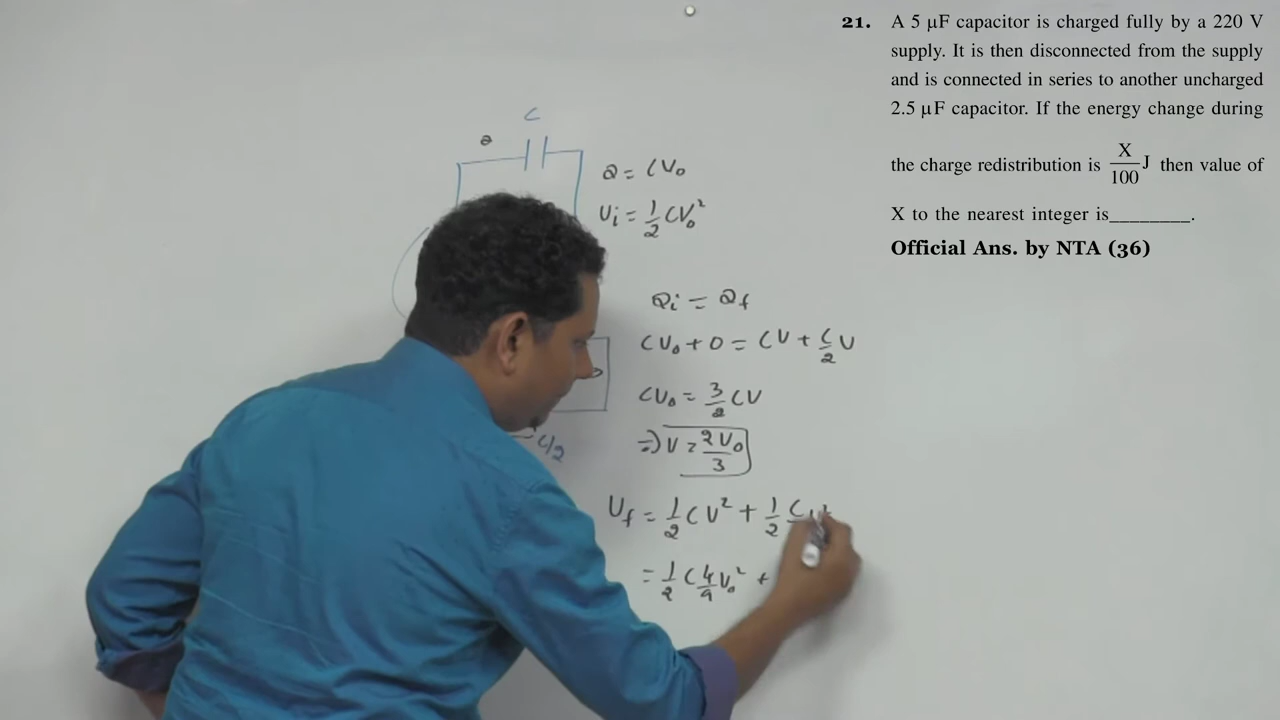 21. A 5 μF capacitor is charged fully by a 220 V
supply. It is then disconnected from the supply
and is connected in series to another uncharged
2.5 μF capacitor. If the energy change during
the charge redistribution is X/100 J then value of
X to the nearest integer is________.
Official Ans. by NTA (36)
C
Q
Q = CV₀
Uᵢ = 1/2 CV₀²
Qᵢ = Q_f
CV₀ + 0 = CV + C/2 V
CV₀ = 3/2 CV
⇒ V = 2V₀/3
C/2
U_f = 1/2 CV² + 1/2 C
= 1/2 C 4/9 V₀² +